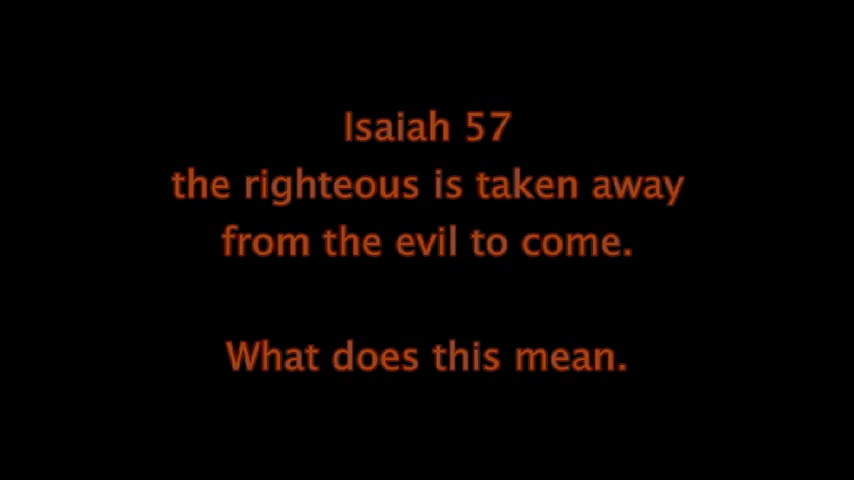 Isaiah 57
the righteous is taken away
from the evil to come.
What does this mean.